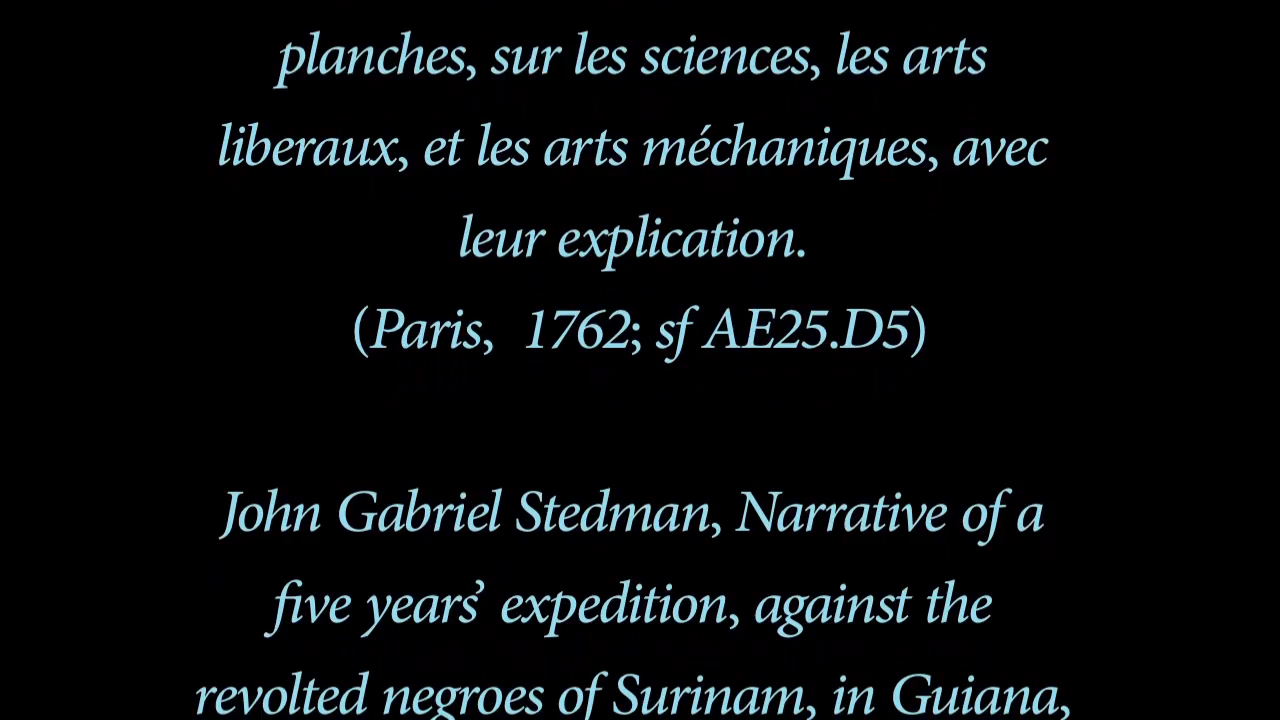 planches, sur les sciences, les arts
liberaux, et les arts méchaniques, avec
leur explication.
(Paris,  1762; sf AE25.D5)
John Gabriel Stedman, Narrative of a
five years’ expedition, against the
revolted negroes of Surinam, in Guiana,